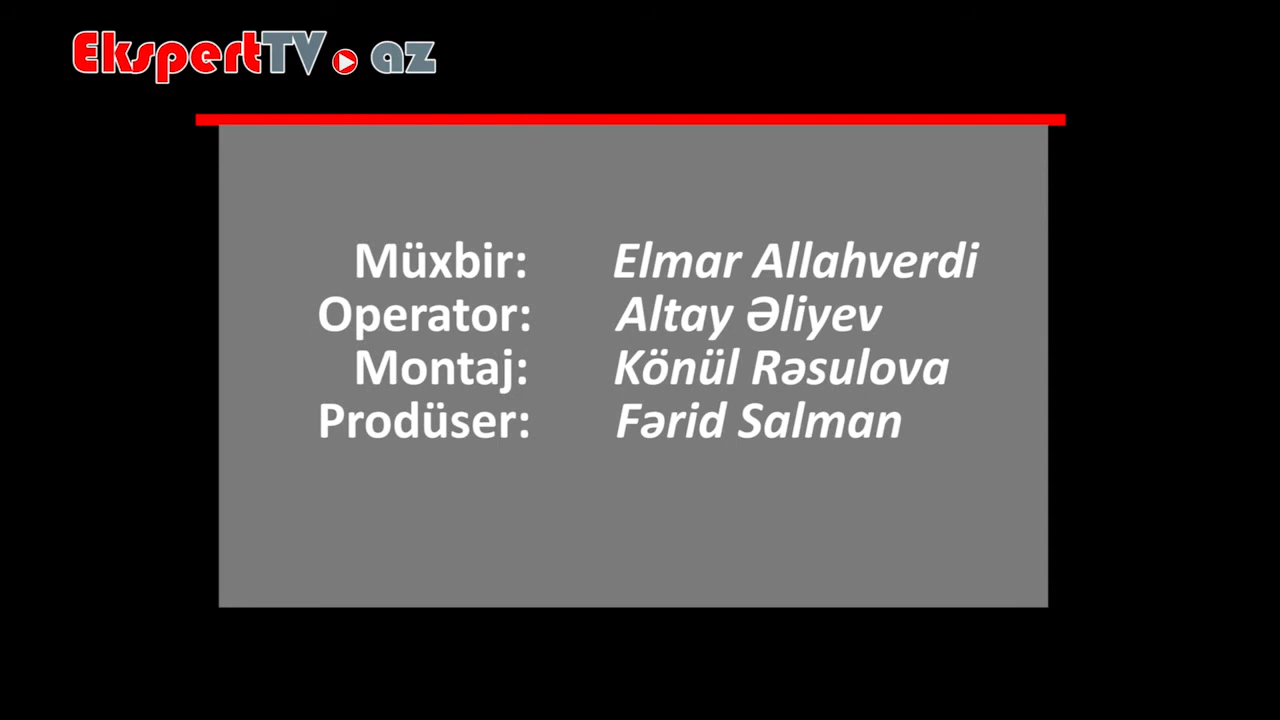 EkspertTV.az
Müxbir: Elmar Allahverdi
Operator: Altay Əliyev
Montaj: Könül Rəsulova
Prodüser: Fərid Salman